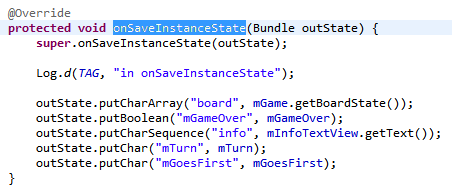 @Override
protected void onSaveInstanceState(Bundle outState) {
    super.onSaveInstanceState(outState);

    Log.d(TAG, "in onSaveInstanceState");

    outState.putCharArray("board", mGame.getBoardState());
    outState.putBoolean("mGameOver", mGameOver);
    outState.putCharSequence("info", mInfoTextView.getText());
    outState.putChar("mTurn", mTurn);
    outState.putChar("mGoesFirst", mGoesFirst);
}